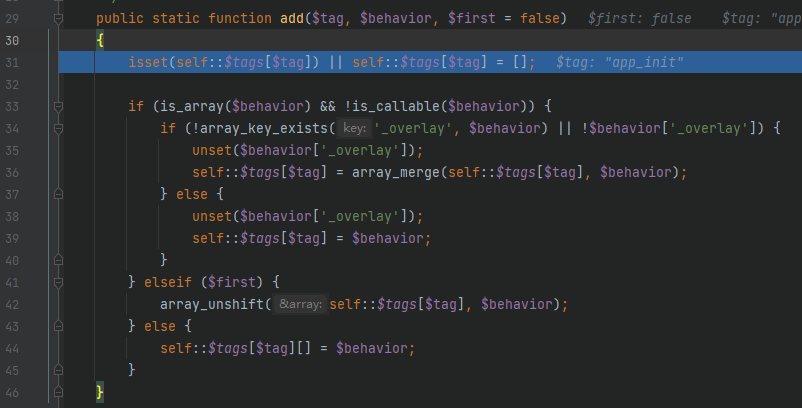 29 public static function add($tag, $behavior, $first = false) $first: false $tag: "app
30 {
31 isset(self::$tags[$tag]) || self::$tags[$tag] = []; $tag: "app_init"
32
33 if (is_array($behavior) && !is_callable($behavior)) {
34 if (!array_key_exists( key: '_overlay', $behavior) || !$behavior['_overlay']) {
35 unset($behavior['_overlay']);
36 self::$tags[$tag] = array_merge(self::$tags[$tag], $behavior);
37 } else {
38 unset($behavior['_overlay']);
39 self::$tags[$tag] = $behavior;
40 }
41 } elseif ($first) {
42 array_unshift( &array: self::$tags[$tag], $behavior);
43 } else {
44 self::$tags[$tag][] = $behavior;
45 }
46 }